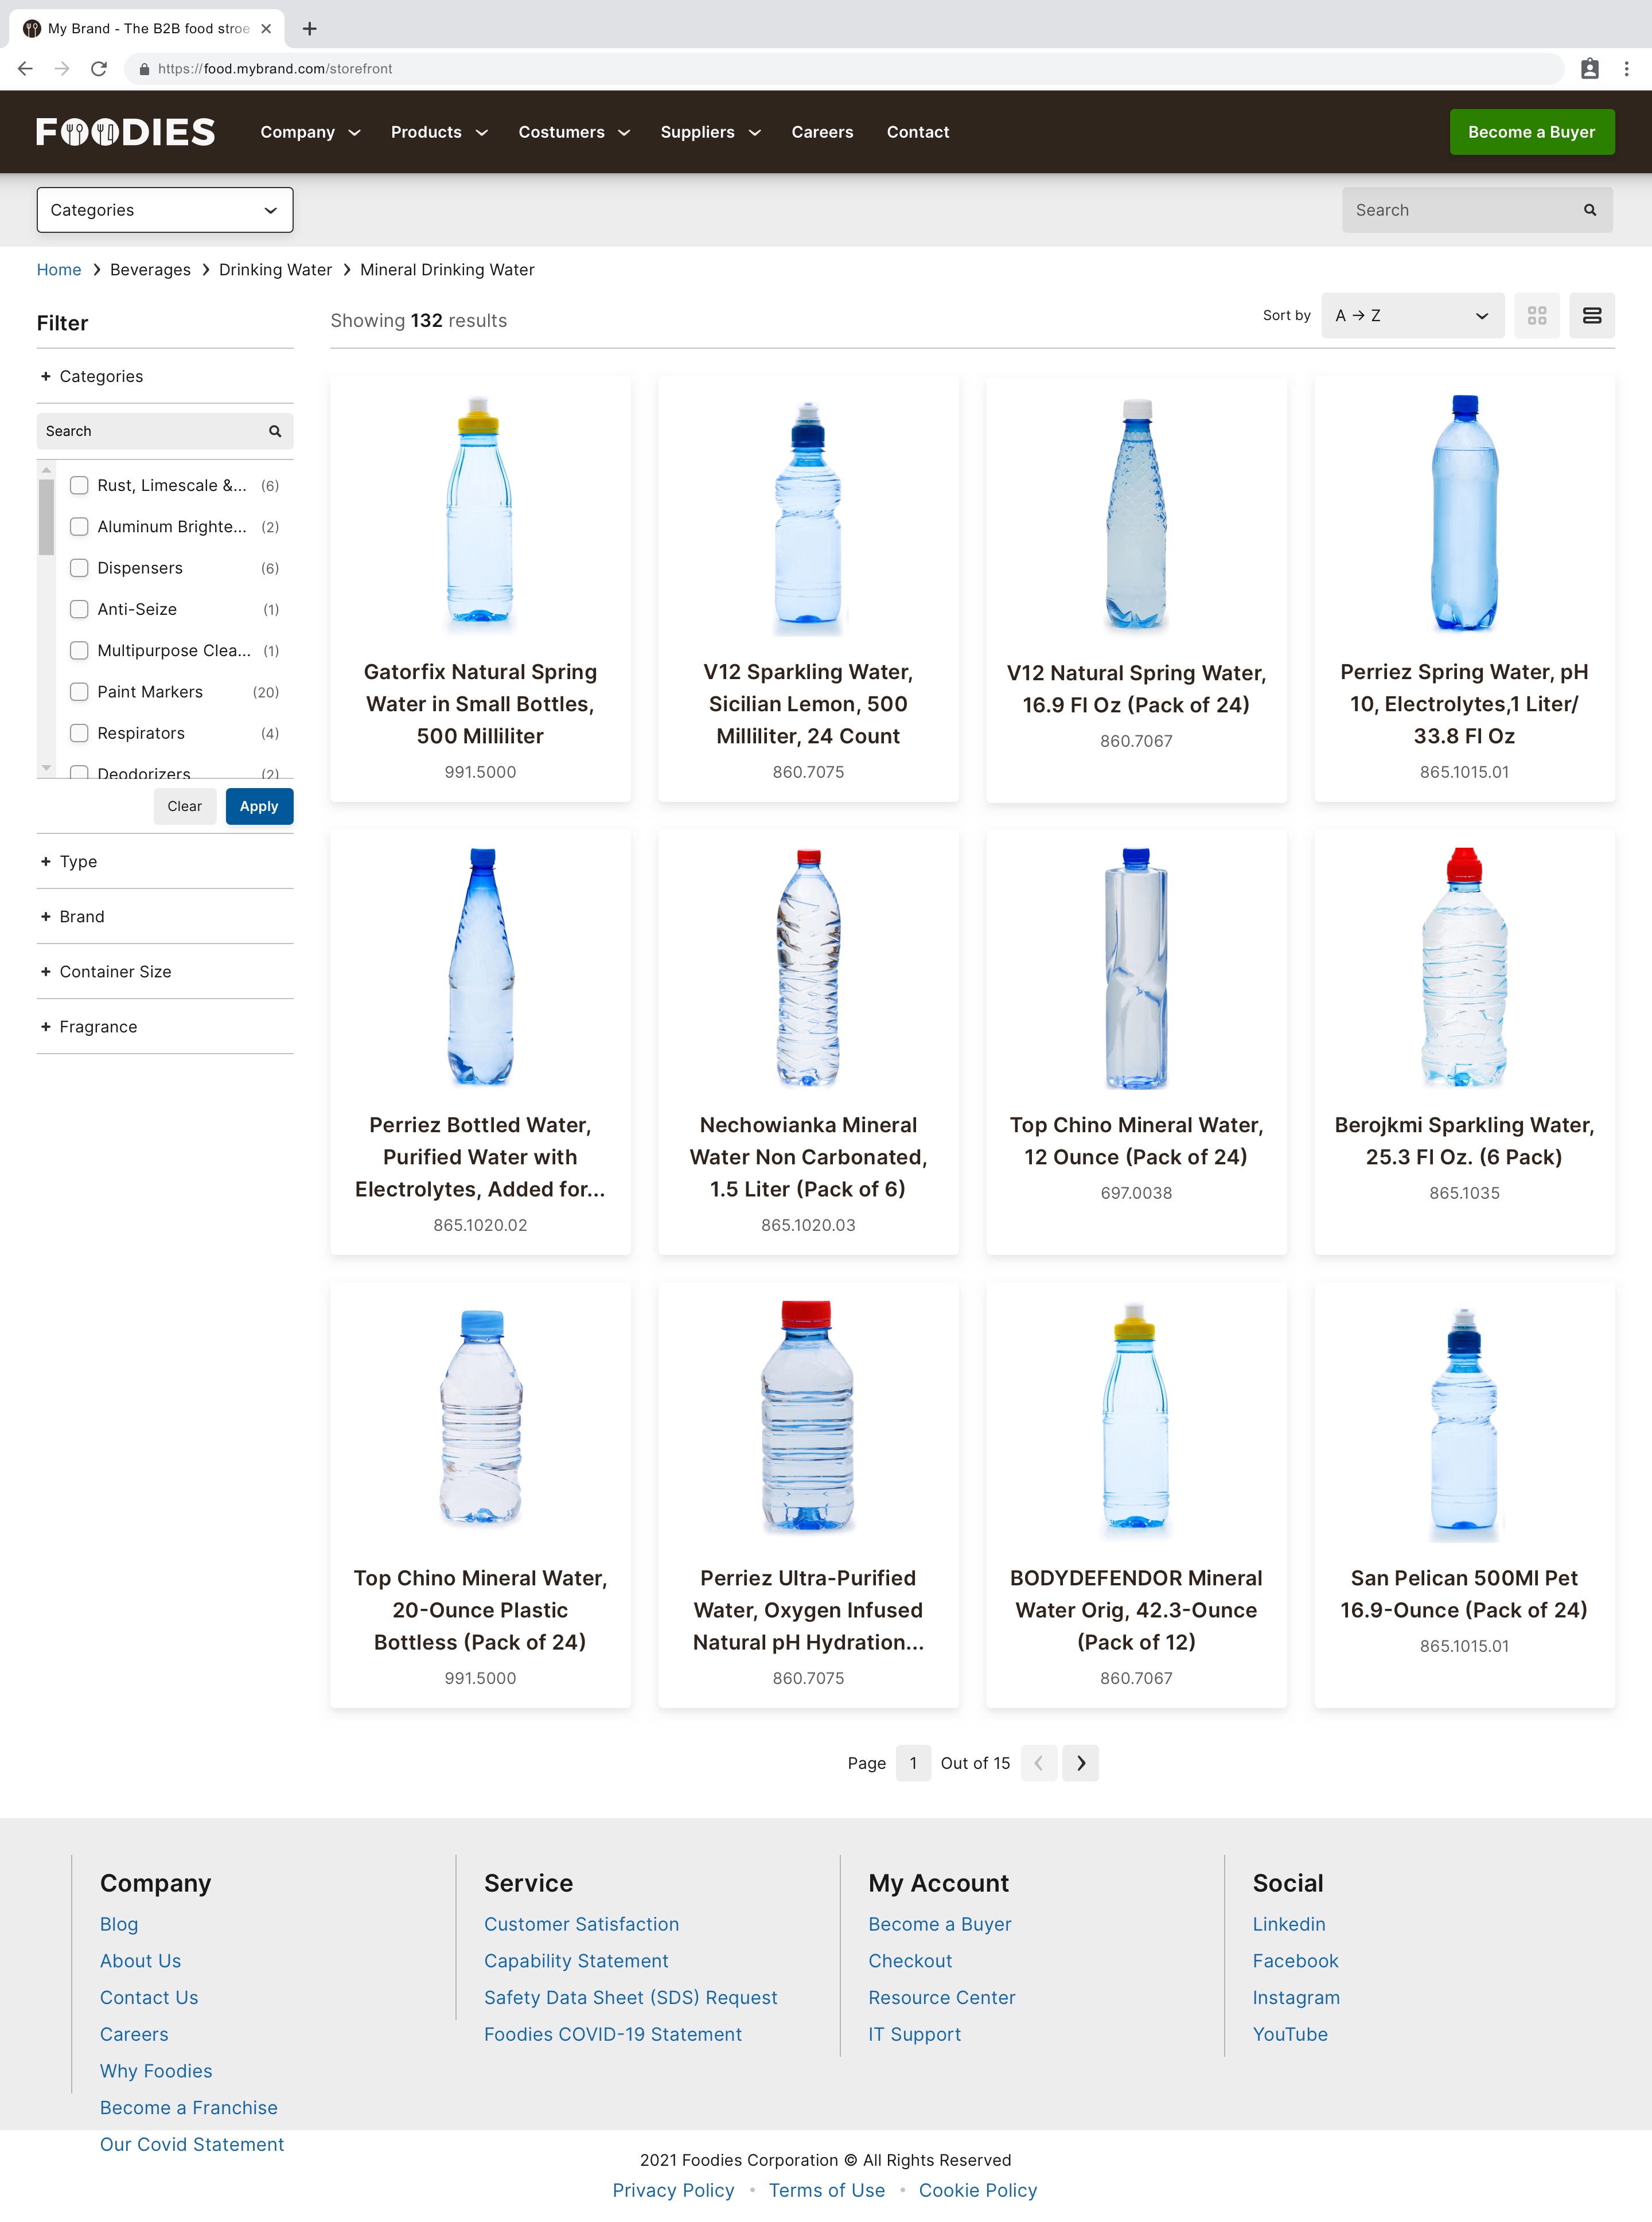 My Brand - The B2B food stroe
https://food.mybrand.com/storefront
FOODIES
Company
Products
Costumers
Suppliers
Careers
Contact
Become a Buyer
Categories
Search
Home > Beverages > Drinking Water > Mineral Drinking Water
Filter
+ Categories
Search
Rust, Limescale &... (6)
Aluminum Brighte... (2)
Dispensers (6)
Anti-Seize (1)
Multipurpose Clea... (1)
Paint Markers (20)
Respirators (4)
Deodorizers (2)
Clear
Apply
+ Type
+ Brand
+ Container Size
+ Fragrance
Showing 132 results
Sort by
A → Z
Gatorfix Natural Spring
Water in Small Bottles,
500 Milliliter
991.5000
V12 Sparkling Water,
Sicilian Lemon, 500
Milliliter, 24 Count
860.7075
V12 Natural Spring Water,
16.9 Fl Oz (Pack of 24)
860.7067
Perriez Spring Water, pH
10, Electrolytes,1 Liter/
33.8 Fl Oz
865.1015.01
Perriez Bottled Water,
Purified Water with
Electrolytes, Added for...
865.1020.02
Nechowianka Mineral
Water Non Carbonated,
1.5 Liter (Pack of 6)
865.1020.03
Top Chino Mineral Water,
12 Ounce (Pack of 24)
697.0038
Berojkmi Sparkling Water,
25.3 Fl Oz. (6 Pack)
865.1035
Top Chino Mineral Water,
20-Ounce Plastic
Bottless (Pack of 24)
991.5000
Perriez Ultra-Purified
Water, Oxygen Infused
Natural pH Hydration...
860.7075
BODYDEFENDOR Mineral
Water Orig, 42.3-Ounce
(Pack of 12)
860.7067
San Pelican 500Ml Pet
16.9-Ounce (Pack of 24)
865.1015.01
Page 1 Out of 15
Company
Blog
About Us
Contact Us
Careers
Why Foodies
Become a Franchise
Our Covid Statement
Service
Customer Satisfaction
Capability Statement
Safety Data Sheet (SDS) Request
Foodies COVID-19 Statement
My Account
Become a Buyer
Checkout
Resource Center
IT Support
Social
Linkedin
Facebook
Instagram
YouTube
2021 Foodies Corporation © All Rights Reserved
Privacy Policy • Terms of Use • Cookie Policy